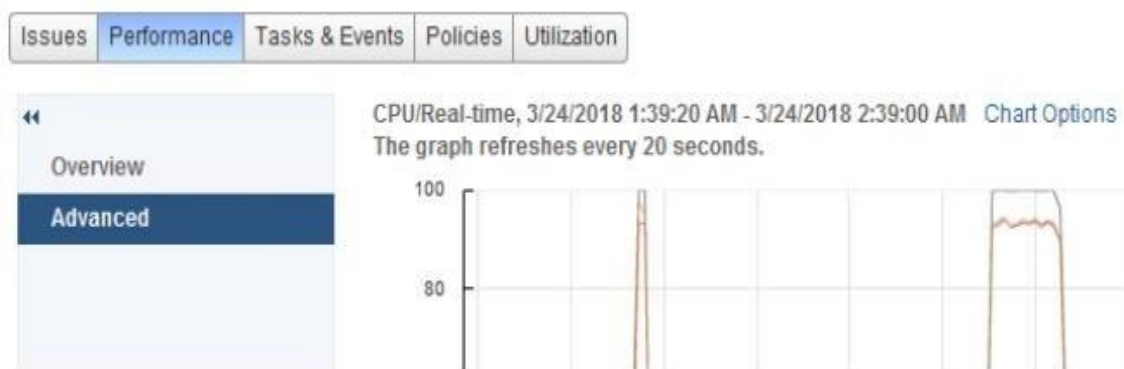 Issues Performance Tasks & Events Policies Utilization
CPU/Real-time, 3/24/2018 1:39:20 AM - 3/24/2018 2:39:00 AM Chart Options
The graph refreshes every 20 seconds.
Overview
Advanced
100
80